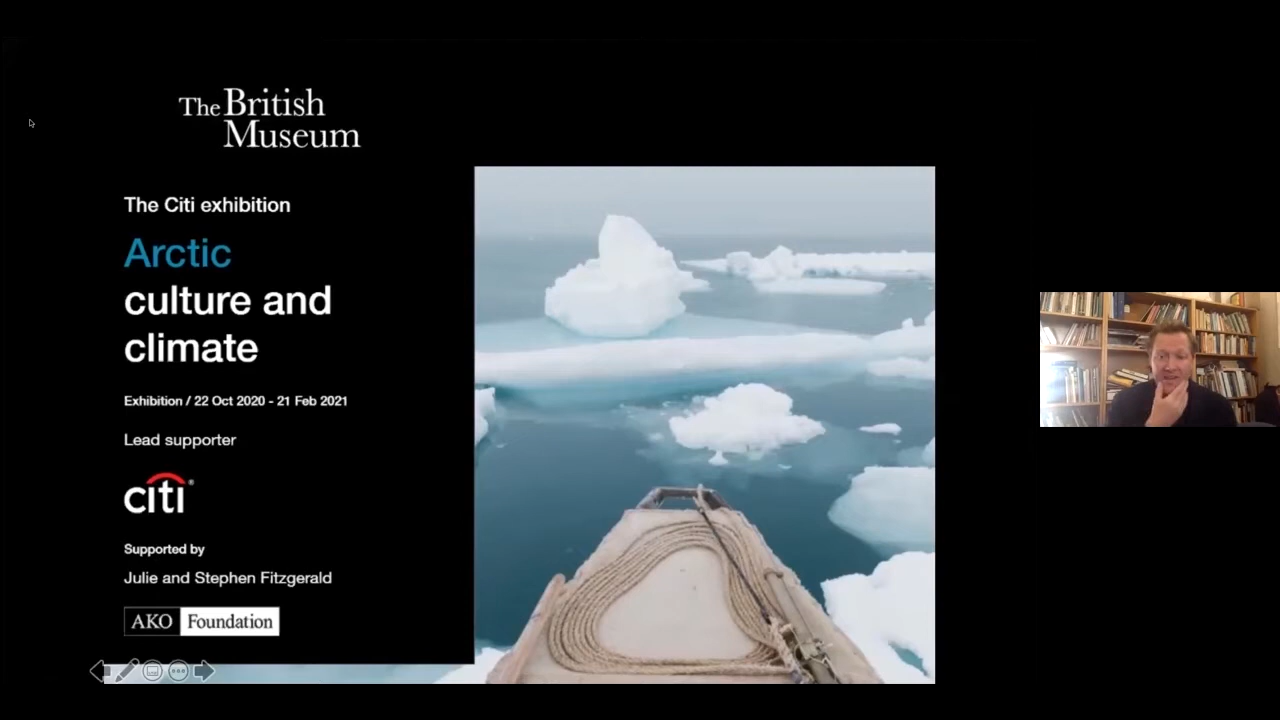 The British
Museum
The Citi exhibition
Arctic
culture and
climate
Exhibition / 22 Oct 2020 - 21 Feb 2021
Lead supporter
citi®
Supported by
Julie and Stephen Fitzgerald
AKO Foundation